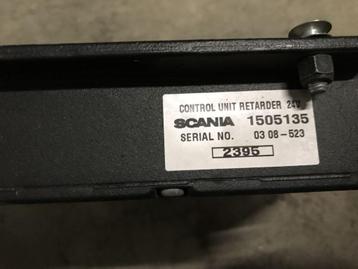 CONTROL UNIT RETARDER 24V
SCANIA 1505135
SERIAL NO. 03 08-523
2395